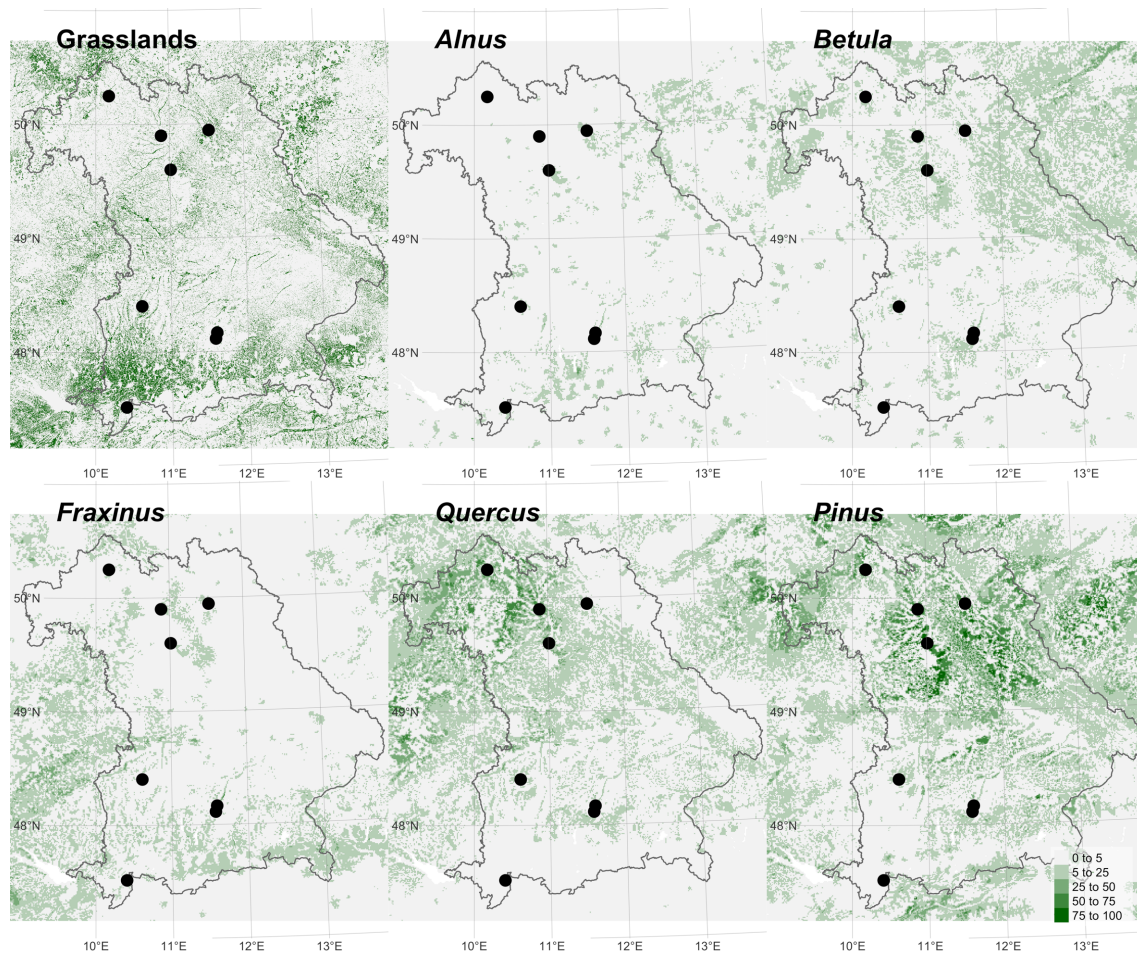 Grasslands
Alnus
Betula
50°N
50°N
50°N
49°N
49°N
49°N
48°N
48°N
48°N
10°E 11°E 12°E 13°E
10°E 11°E 12°E 13°E
10°E 11°E 12°E 13°E
Fraxinus
Quercus
Pinus
50°N
50°N
50°N
49°N
49°N
49°N
48°N
48°N
48°N
0 to 5
5 to 25
25 to 50
50 to 75
75 to 100
10°E 11°E 12°E 13°E
10°E 11°E 12°E 13°E
10°E 11°E 12°E 13°E